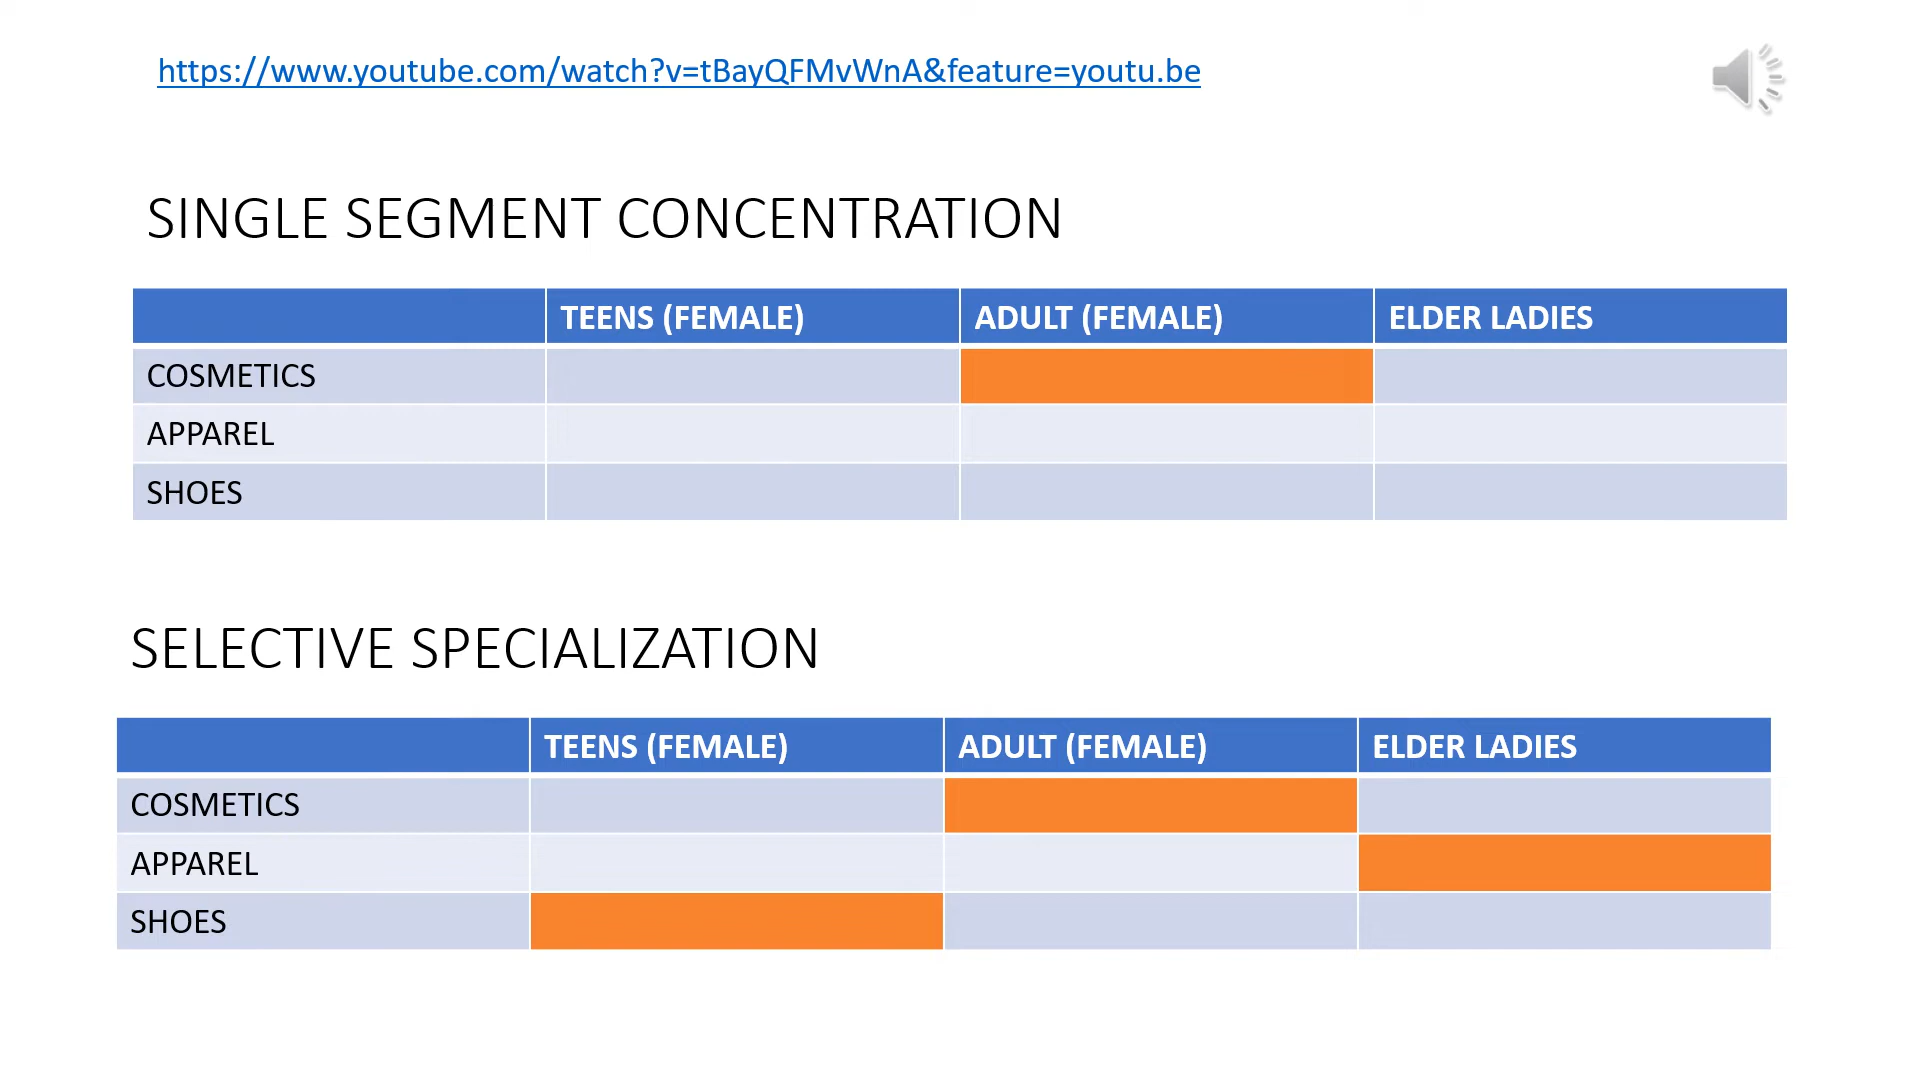 https://www.youtube.com/watch?v=tBayQFMvWnA&feature=youtu.be
SINGLE SEGMENT CONCENTRATION
TEENS (FEMALE) ADULT (FEMALE) ELDER LADIES
COSMETICS
APPAREL
SHOES
SELECTIVE SPECIALIZATION
TEENS (FEMALE) ADULT (FEMALE) ELDER LADIES
COSMETICS
APPAREL
SHOES